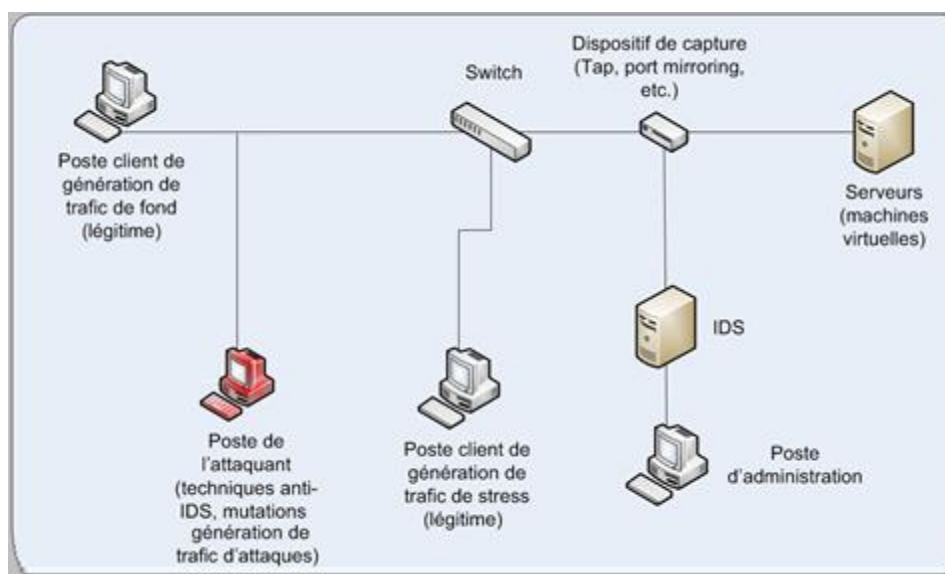 Dispositif de capture
(Tap, port mirroring,
etc.)
Switch
Poste client de
génération de
trafic de fond
(légitime)
Serveurs
(machines
virtuelles)
IDS
Poste de
l'attaquant
(techniques anti-
IDS, mutations
génération de
trafic d'attaques)
Poste client de
génération de
trafic de stress
(légitime)
Poste
d'administration